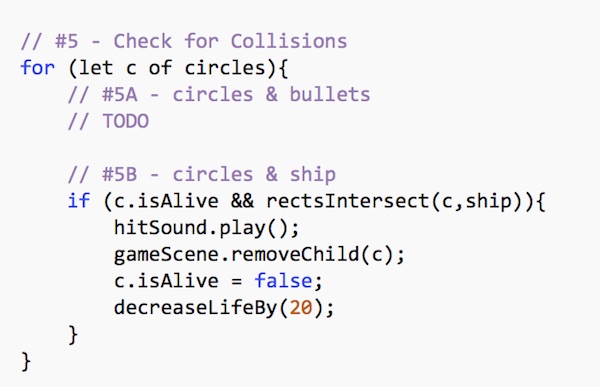 // #5 - Check for Collisions
for (let c of circles){
    // #5A - circles & bullets
    // TODO

    // #5B - circles & ship
    if (c.isAlive && rectsIntersect(c,ship)){
        hitSound.play();
        gameScene.removeChild(c);
        c.isAlive = false;
        decreaseLifeBy(20);
    }
}